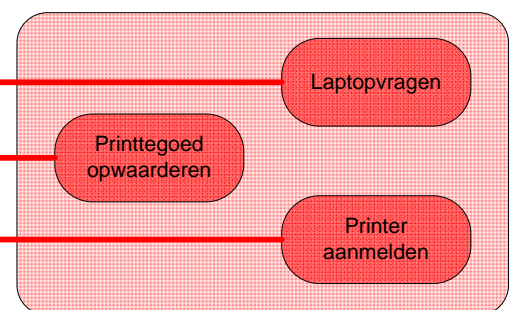 Laptopvragen
Printtegoed
opwaarderen
Printer
aanmelden